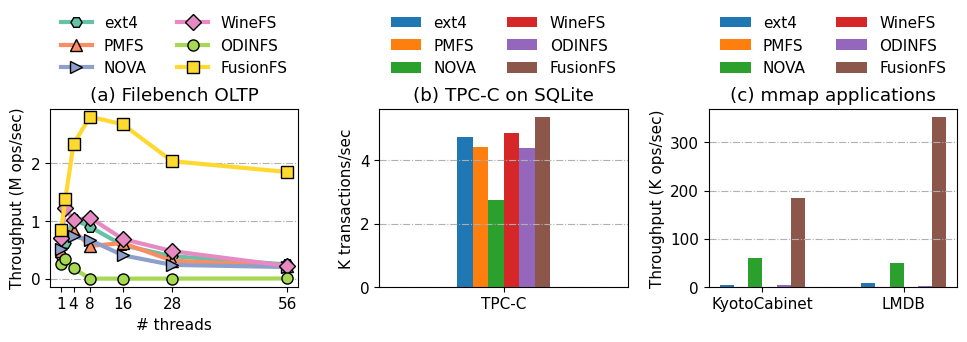 ext4 WineFS
PMFS ODINFS
NOVA FusionFS
(a) Filebench OLTP
Throughput (M ops/sec)
2
1
0
1 4 8 16 28 56
# threads
ext4 WineFS
PMFS ODINFS
NOVA FusionFS
(b) TPC-C on SQLite
K transactions/sec
4
2
0
TPC-C
ext4 WineFS
PMFS ODINFS
NOVA FusionFS
(c) mmap applications
Throughput (K ops/sec)
300
200
100
0
KyotoCabinet LMDB